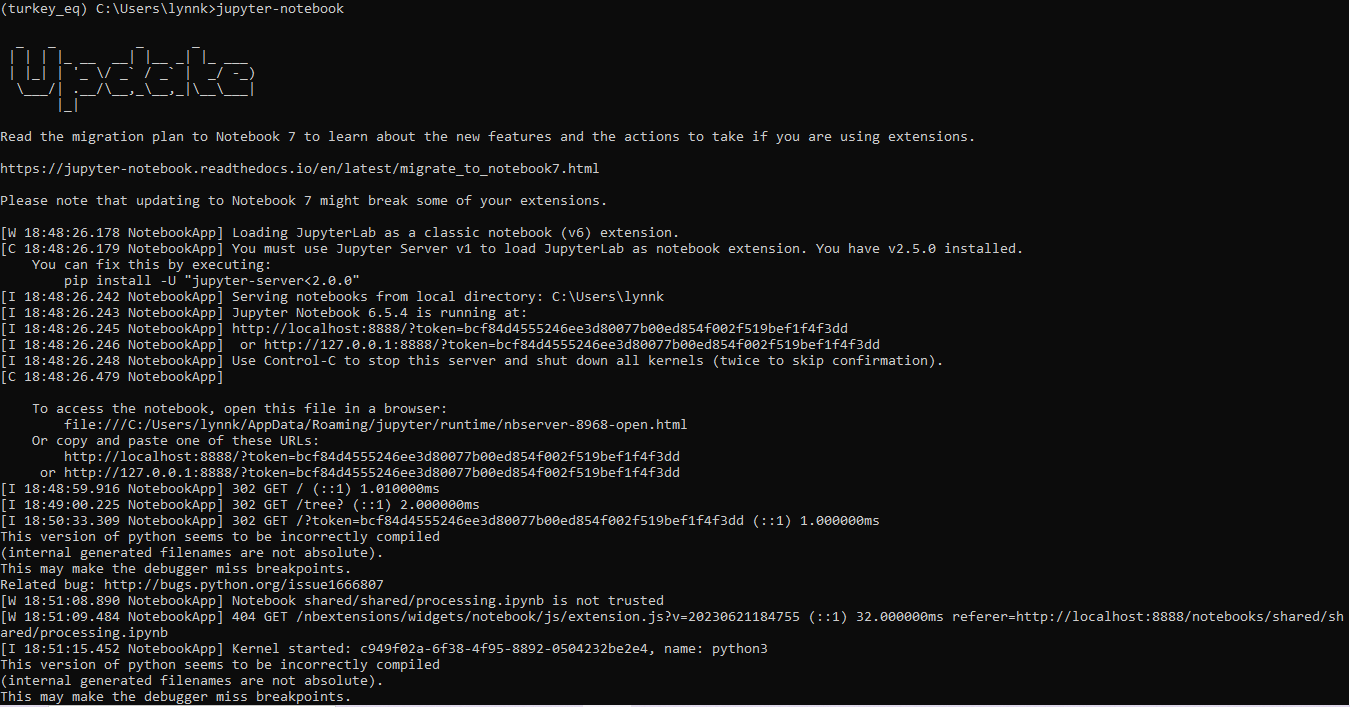 (turkey_eq) C:\Users\lynnk>jupyter-notebook
  _   _          _      _
 | | | |_ __  __| |__ _| |_ ___
 | |_| | '_ \/ _` / _` |  _/ -_)
  \___/| .__/\__,_\__,_|\__\___|
       |_|
Read the migration plan to Notebook 7 to learn about the new features and the actions to take if you are using extensions.
https://jupyter-notebook.readthedocs.io/en/latest/migrate_to_notebook7.html
Please note that updating to Notebook 7 might break some of your extensions.
[W 18:48:26.178 NotebookApp] Loading JupyterLab as a classic notebook (v6) extension.
[C 18:48:26.179 NotebookApp] You must use Jupyter Server v1 to load JupyterLab as notebook extension. You have v2.5.0 installed.
    You can fix this by executing:
        pip install -U "jupyter-server<2.0.0"
[I 18:48:26.242 NotebookApp] Serving notebooks from local directory: C:\Users\lynnk
[I 18:48:26.243 NotebookApp] Jupyter Notebook 6.5.4 is running at:
[I 18:48:26.245 NotebookApp] http://localhost:8888/?token=bcf84d4555246ee3d80077b00ed854f002f519bef1f4f3dd
[I 18:48:26.246 NotebookApp]  or http://127.0.0.1:8888/?token=bcf84d4555246ee3d80077b00ed854f002f519bef1f4f3dd
[I 18:48:26.248 NotebookApp] Use Control-C to stop this server and shut down all kernels (twice to skip confirmation).
[C 18:48:26.479 NotebookApp]
    To access the notebook, open this file in a browser:
        file:///C:/Users/lynnk/AppData/Roaming/jupyter/runtime/nbserver-8968-open.html
    Or copy and paste one of these URLs:
        http://localhost:8888/?token=bcf84d4555246ee3d80077b00ed854f002f519bef1f4f3dd
     or http://127.0.0.1:8888/?token=bcf84d4555246ee3d80077b00ed854f002f519bef1f4f3dd
[I 18:48:59.916 NotebookApp] 302 GET / (::1) 1.010000ms
[I 18:49:00.225 NotebookApp] 302 GET /tree? (::1) 2.000000ms
[I 18:50:33.309 NotebookApp] 302 GET /?token=bcf84d4555246ee3d80077b00ed854f002f519bef1f4f3dd (::1) 1.000000ms
This version of python seems to be incorrectly compiled
(internal generated filenames are not absolute).
This may make the debugger miss breakpoints.
Related bug: http://bugs.python.org/issue1666807
[W 18:51:08.890 NotebookApp] Notebook shared/shared/processing.ipynb is not trusted
[W 18:51:09.484 NotebookApp] 404 GET /nbextensions/widgets/notebook/js/extension.js?v=20230621184755 (::1) 32.000000ms referer=http://localhost:8888/notebooks/shared/sh
ared/processing.ipynb
[I 18:51:15.452 NotebookApp] Kernel started: c949f02a-6f38-4f95-8892-0504232be2e4, name: python3
This version of python seems to be incorrectly compiled
(internal generated filenames are not absolute).
This may make the debugger miss breakpoints.